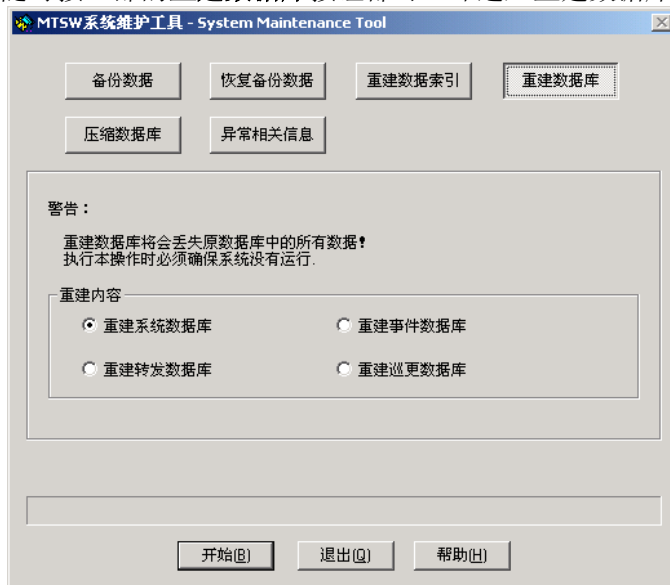 MTSW系统维护工具 - System Maintenance Tool
备份数据 恢复备份数据 重建数据索引 重建数据库
压缩数据库 异常相关信息
警告：
重建数据库将会丢失原数据库中的所有数据！
执行本操作时必须确保系统没有运行.
重建内容
重建系统数据库 重建事件数据库
重建转发数据库 重建巡更数据库
开始(B) 退出(Q) 帮助(H)